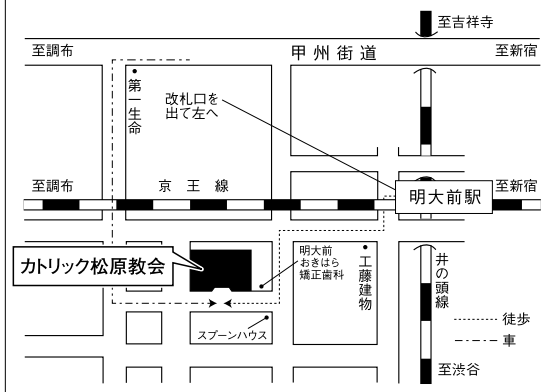 至吉祥寺
至調布
甲州街道
至新宿
第一生命
改札口を
出て左へ
至調布
京王線
明大前駅
至新宿
カトリック松原教会
明大前
おきはら
矯正歯科
工藤建物
井の頭線
スプーンハウス
徒歩
車
至渋谷